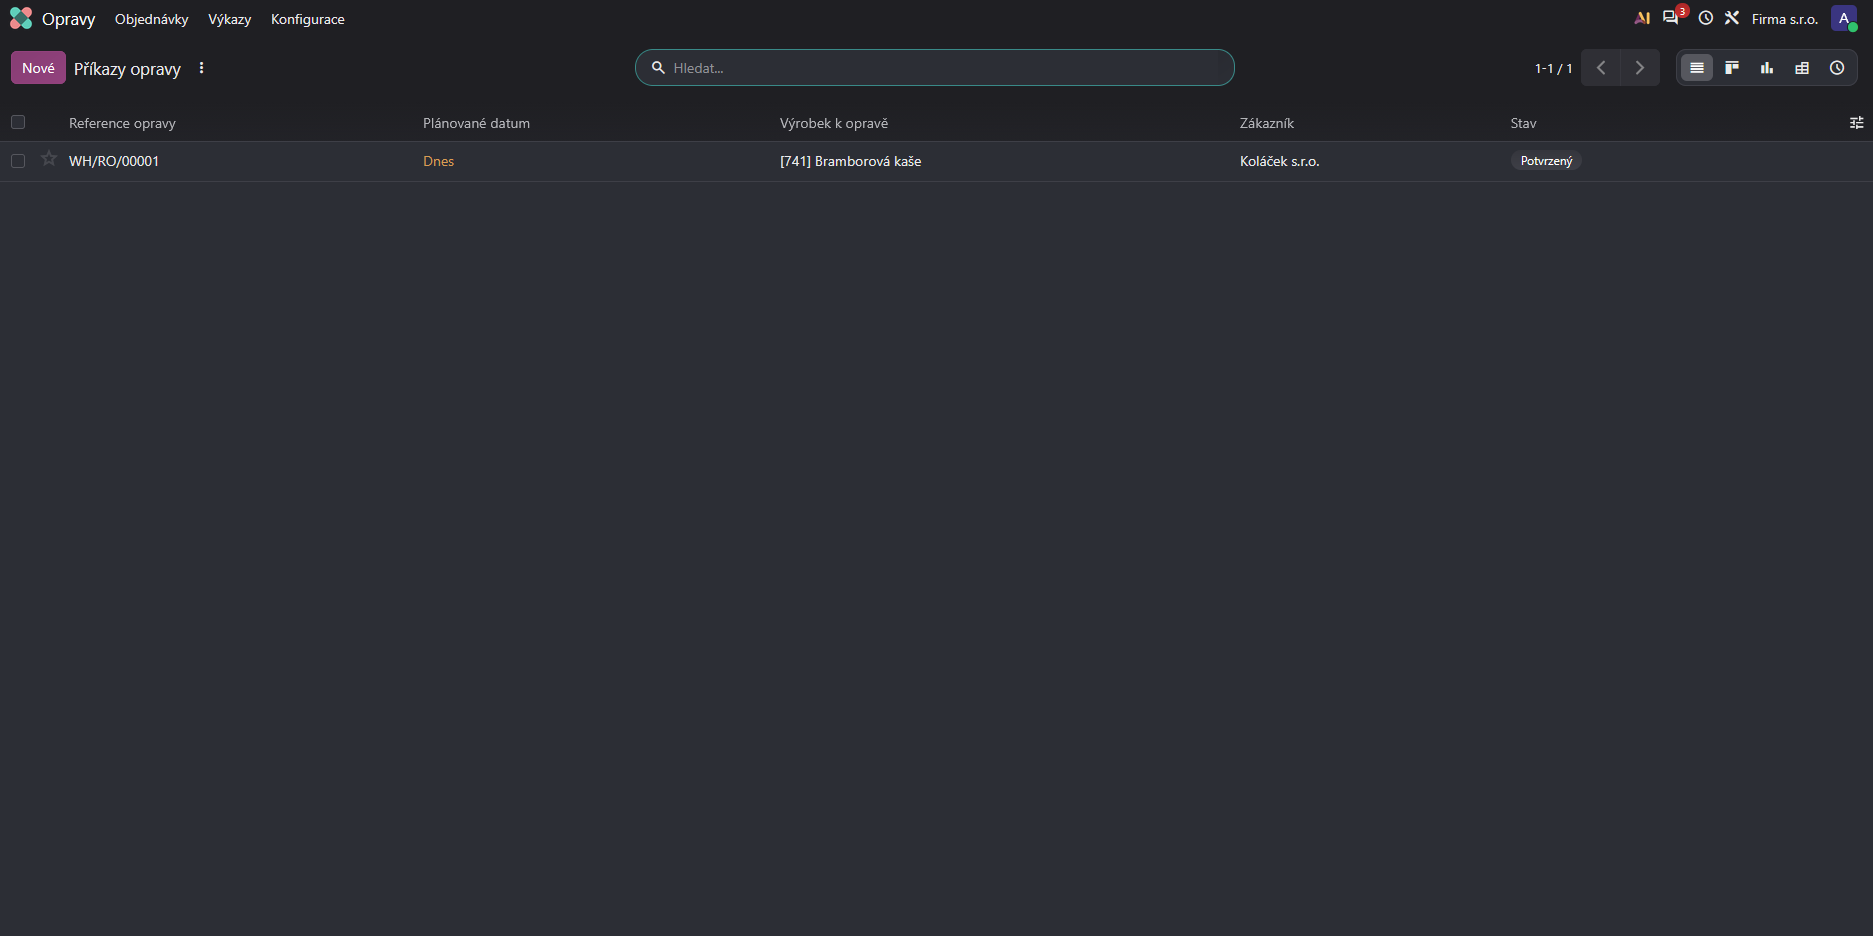 Opravy Objednávky Výkazy Konfigurace AI 3 Firma s.r.o. A
Nové Příkazy opravy Hledat... 1-1 / 1
Reference opravy Plánované datum Výrobek k opravě Zákazník Stav
WH/RO/00001 Dnes [741] Bramborová kaše Koláček s.r.o. Potvrzený